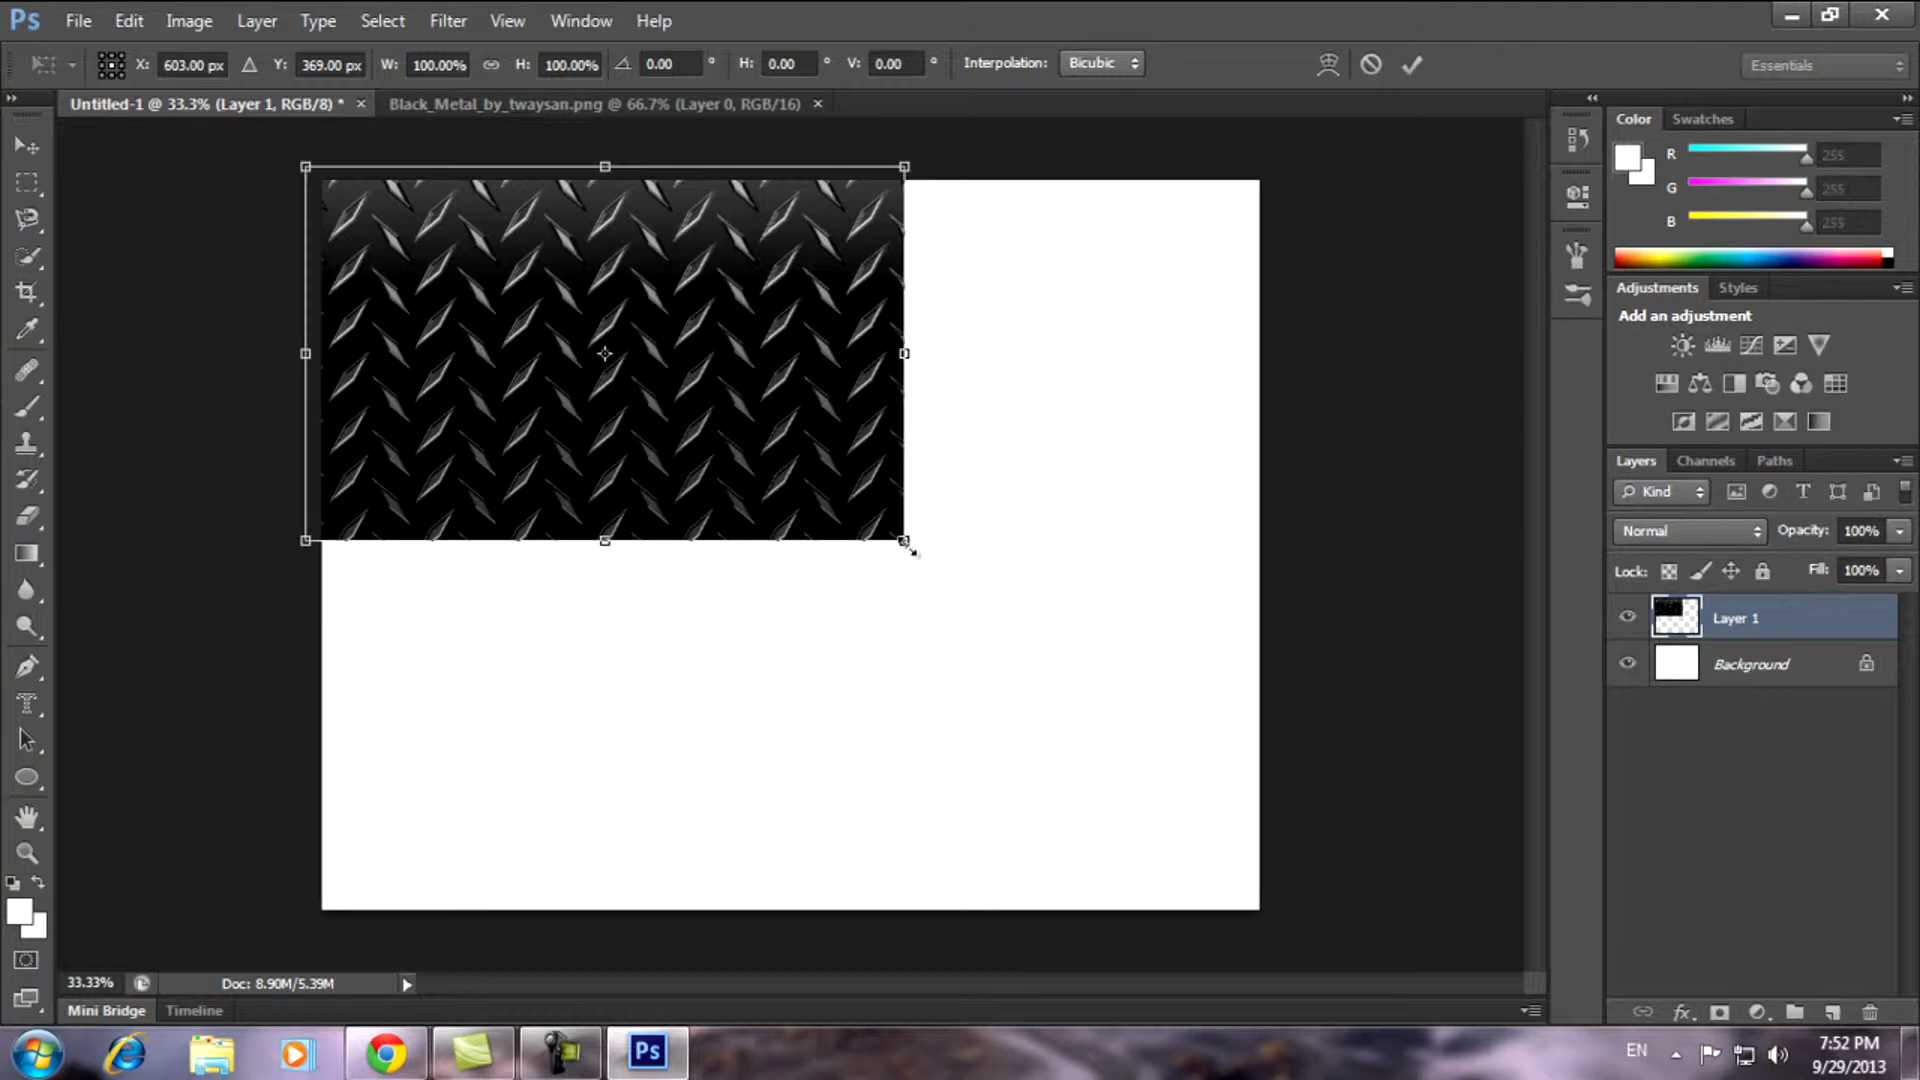 Ps File Edit Image Layer Type Select Filter View Window Help
X: 603.00 px Y: 369.00 px W: 100.00% H: 100.00% 0.00 ° H: 0.00 ° V: 0.00 ° Interpolation: Bicubic Essentials
Untitled-1 @ 33.3% (Layer 1, RGB/8) * × Black_Metal_by_twaysan.png @ 66.7% (Layer 0, RGB/16) ×
Color Swatches
R 255
G 255
B 255
Adjustments Styles
Add an adjustment
Layers Channels Paths
Kind
Normal Opacity: 100%
Lock: Fill: 100%
Layer 1
Background
33.33% Doc: 8.90M/5.39M
Mini Bridge Timeline
Ps
EN 7:52 PM
9/29/2013